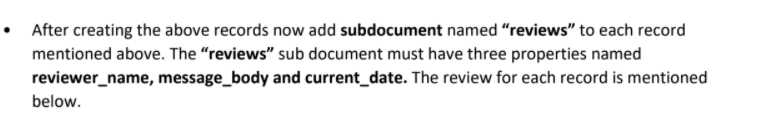 • After creating the above records now add subdocument named “reviews” to each record
mentioned above. The “reviews” sub document must have three properties named
reviewer_name, message_body and current_date. The review for each record is mentioned
below.